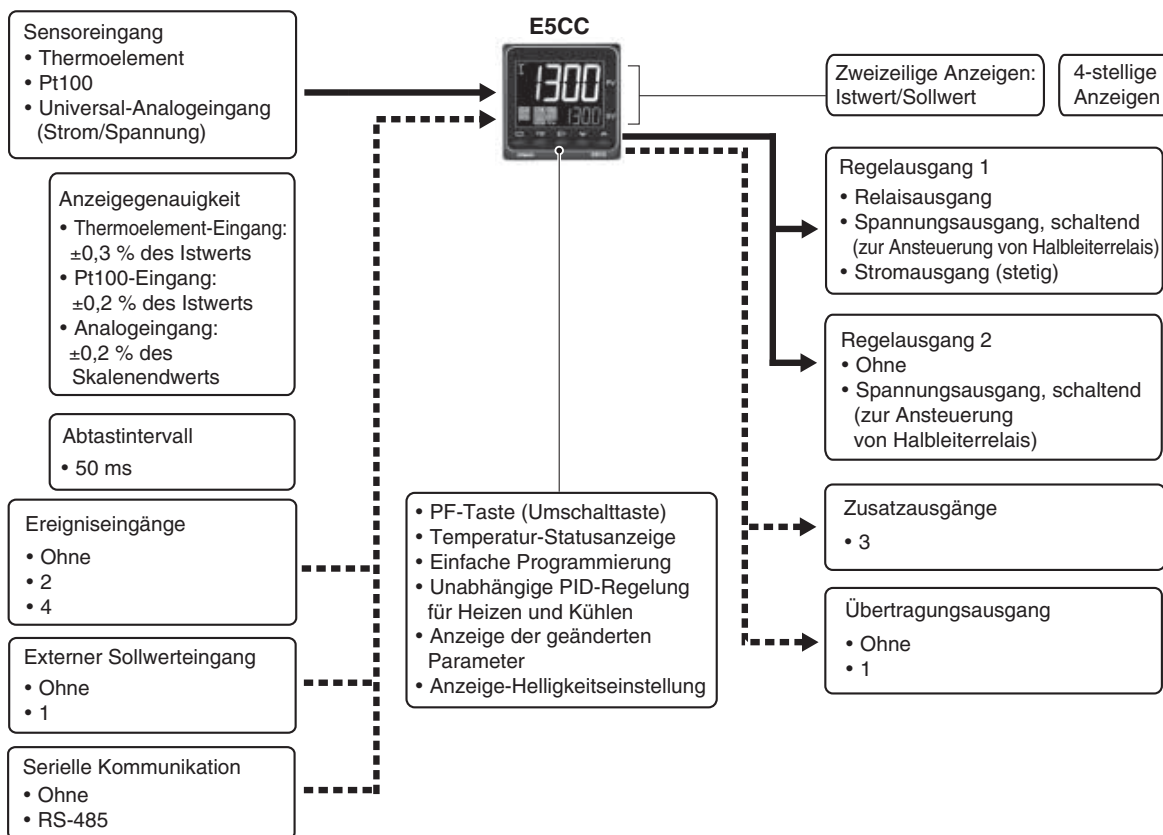 Sensoreingang
• Thermoelement
• Pt100
• Universal-Analogeingang
(Strom/Spannung)
Anzeigegenauigkeit
• Thermoelement-Eingang:
±0,3 % des Istwerts
• Pt100-Eingang:
±0,2 % des Istwerts
• Analogeingang:
±0,2 % des
Skalenendwerts
Abtastintervall
• 50 ms
Ereigniseingänge
• Ohne
• 2
• 4
Externer Sollwerteingang
• Ohne
• 1
Serielle Kommunikation
• Ohne
• RS-485
E5CC
1300
PV
1300
SV
• PF-Taste (Umschalttaste)
• Temperatur-Statusanzeige
• Einfache Programmierung
• Unabhängige PID-Regelung
für Heizen und Kühlen
• Anzeige der geänderten
Parameter
• Anzeige-Helligkeitseinstellung
Zweizeilige Anzeigen:
Istwert/Sollwert
4-stellige
Anzeigen
Regelausgang 1
• Relaisausgang
• Spannungsausgang, schaltend
(zur Ansteuerung von Halbleiterrelais)
• Stromausgang (stetig)
Regelausgang 2
• Ohne
• Spannungsausgang, schaltend
(zur Ansteuerung
von Halbleiterrelais)
Zusatzausgänge
• 3
Übertragungsausgang
• Ohne
• 1